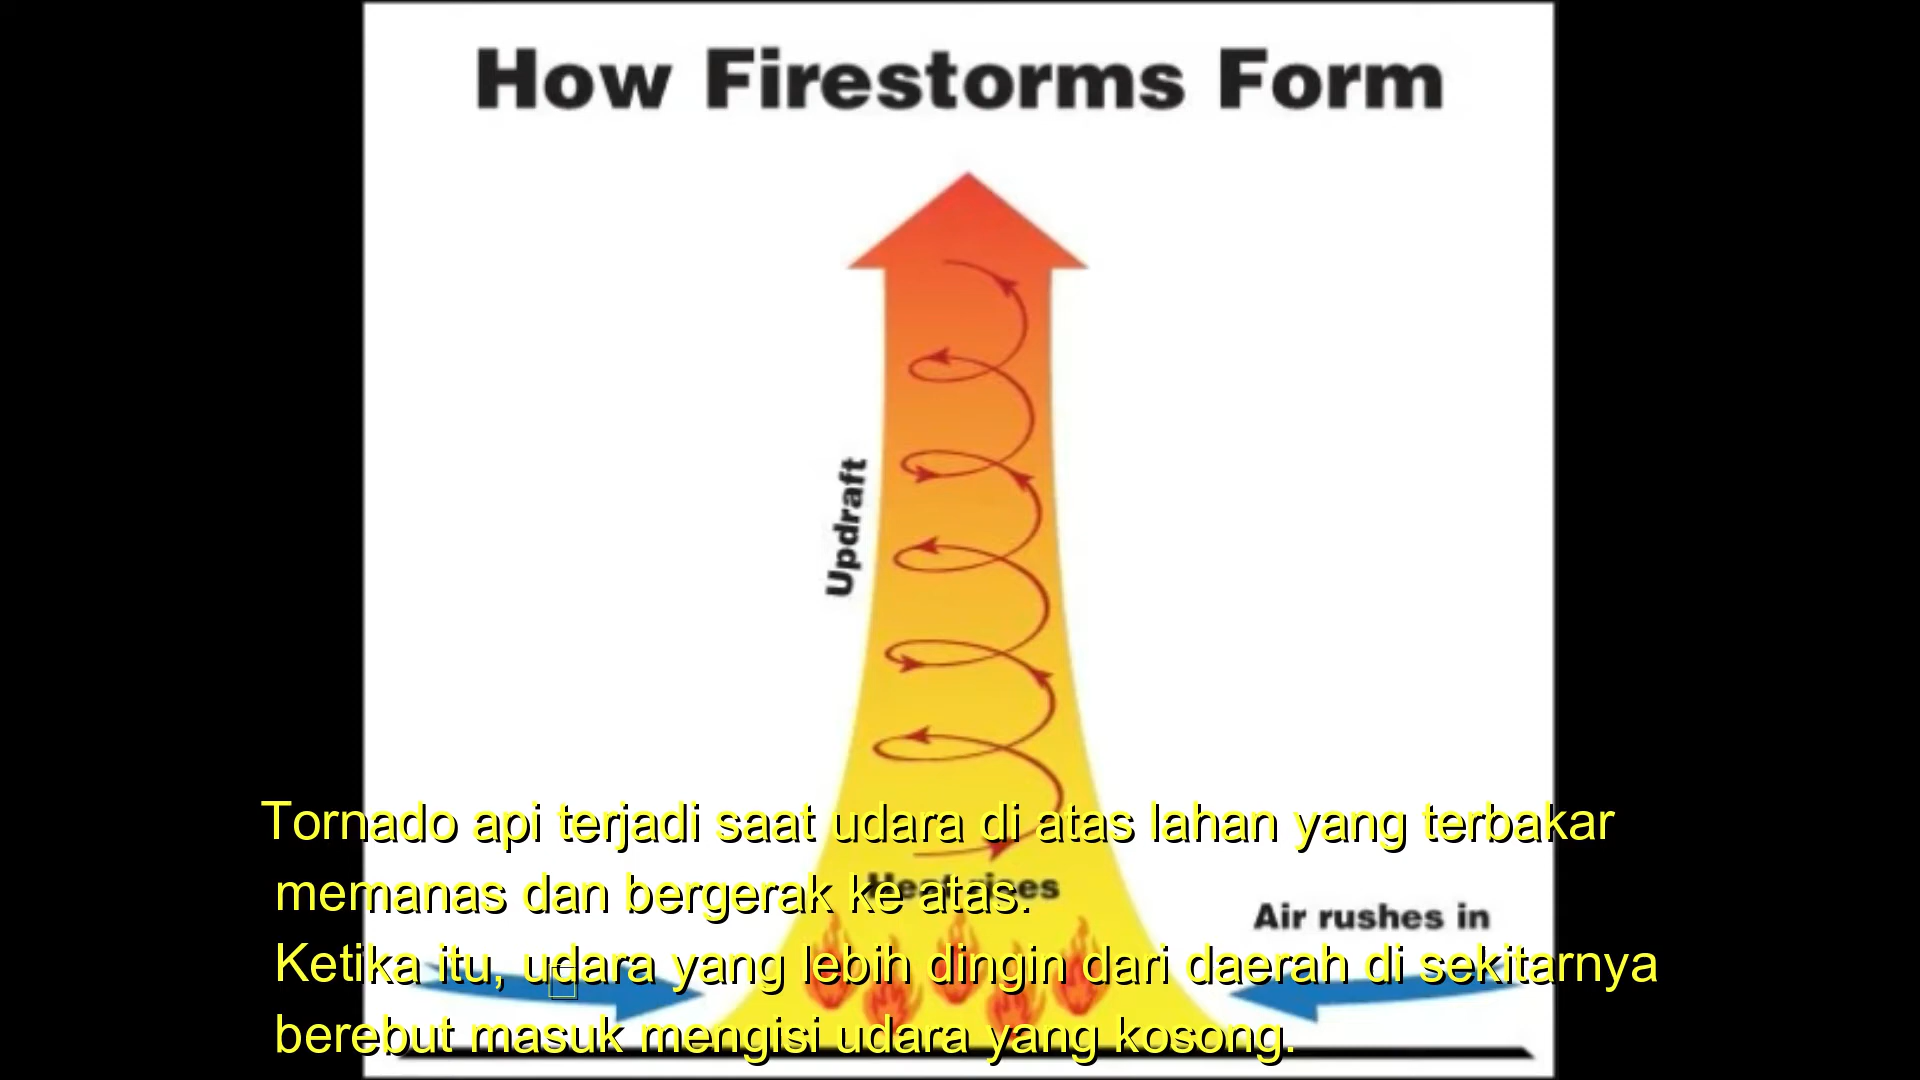 How Firestorms Form
Updraft
Heat rises
Air rushes in
Tornado api terjadi saat udara di atas lahan yang terbakar
memanas dan bergerak ke atas.
Ketika itu, udara yang lebih dingin dari daerah di sekitarnya
berebut masuk mengisi udara yang kosong.